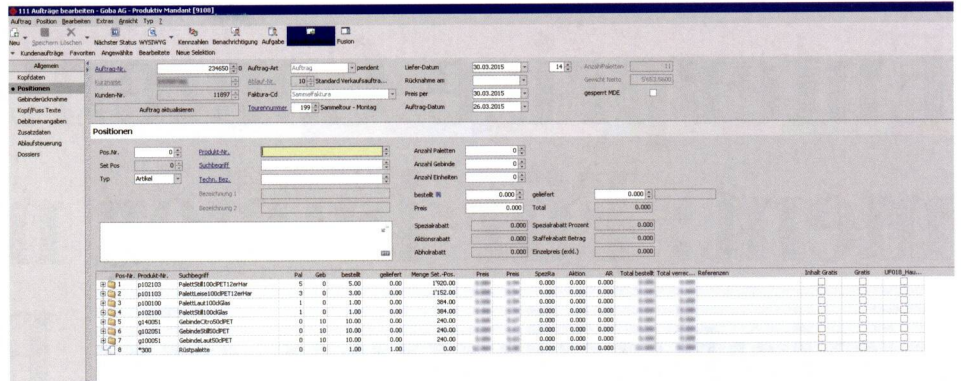 111 Aufträge bearbeiten - Goba AG - Produktiv Mandant [9108]
Auftrag Position Bearbeiten Extras Ansicht Typ ?
Neu Speichern Löschen Nächster Status WYSIWYG Kennzahlen Benachrichtigung Aufgabe Fusion
Kundenaufträge Favoriten Angewählte Bearbeitete Neue Selektion
Allgemein
Kopfdaten
Positionen
Gebinderücknahme
Kopf/Fuss Texte
Debitorenangaben
Zusatzdaten
Ablaufsteuerung
Dossiers
Auftrag-Nr. 234650 0 Auftrag-Art Auftrag pendent Liefer-Datum 30.03.2015 14 AnzahlPaletten 11
Kurzname Ablauf-Nr. 10 Standard Verkaufsauftra... Rücknahme am Gewicht Netto
Kunden-Nr. 11897 Faktura-Cd Sammelfaktura Preis per 30.03.2015 gesperrt MDE
Auftrag aktualisieren Tourennummer 199 Sammeltour - Montag Auftrag-Datum 26.03.2015
Positionen
Pos.Nr. 0 Produkt-Nr. Anzahl Paletten 0
Set Pos 0 Suchbegriff Anzahl Gebinde 0
Typ Artikel Techn. Bez. Anzahl Einheiten 0
Bezeichnung 1 bestellt 0.000 geliefert 0.000
Bezeichnung 2 Preis 0.000 Total 0.000
Spezialrabatt 0.000 Spezialrabatt Prozent 0.000
Aktionsrabatt 0.000 Staffelrabatt Betrag 0.000
Abholrabatt 0.000 Einzelpreis (exkl.) 0.000
Pos-Nr. Produkt-Nr. Suchbegriff Pal Geb bestellt geliefert Menge Set.-Pos. Preis Preis SpezRa Aktion AR Total bestellt Total verrec... Referenzen Inhalt Gratis Gratis UF018_Hau...
1 p102103 PalettStill100dPET12erHar 5 0 5.00 0.00 1'920.00 0.000 0.000 0.000
2 p101103 PalettLeise100dPET12erHar 3 0 3.00 0.00 1'152.00 0.000 0.000 0.000
3 p100100 PalettLaut100dGlas 1 0 1.00 0.00 384.00 0.000 0.000 0.000
4 p102100 PalettStill100dGlas 1 0 1.00 0.00 384.00 0.000 0.000 0.000
5 g140051 GebindeCitro50dPET 0 10 10.00 0.00 240.00 0.000 0.000 0.000
6 g102051 GebindeStill50dPET 0 10 10.00 0.00 240.00 0.000 0.000 0.000
7 g100051 GebindeLaut50dPET 0 10 10.00 0.00 240.00 0.000 0.000 0.000
8 *300 Rüstpalette 0 0 1.00 1.00 0.00 0.000 0.000 0.000